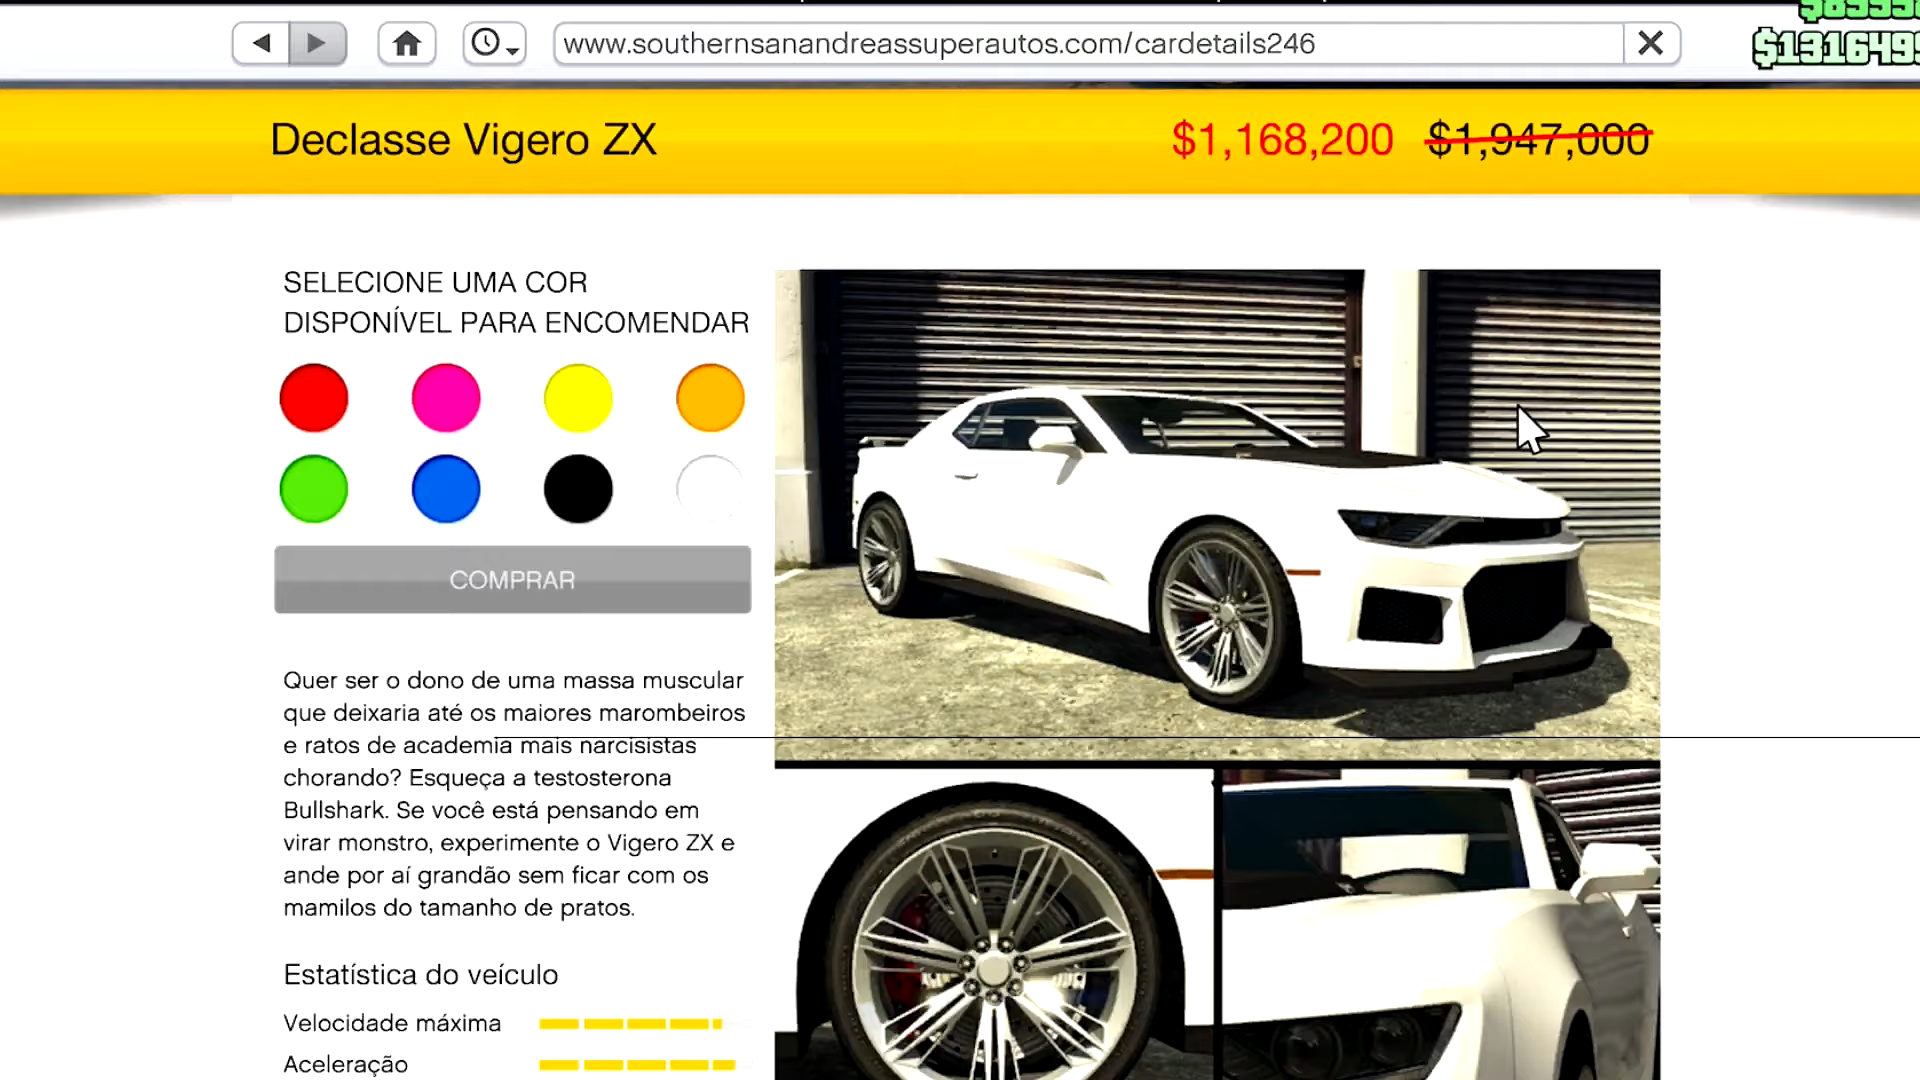 www.southernsanandreassuperautos.com/cardetails246
Declasse Vigero ZX
$1,168,200 $1,947,000
SELECIONE UMA COR
DISPONÍVEL PARA ENCOMENDAR
COMPRAR
Quer ser o dono de uma massa muscular
que deixaria até os maiores marombeiros
e ratos de academia mais narcisistas
chorando? Esqueça a testosterona
Bullshark. Se você está pensando em
virar monstro, experimente o Vigero ZX e
ande por aí grandão sem ficar com os
mamilos do tamanho de pratos.
Estatística do veículo
Velocidade máxima
Aceleração